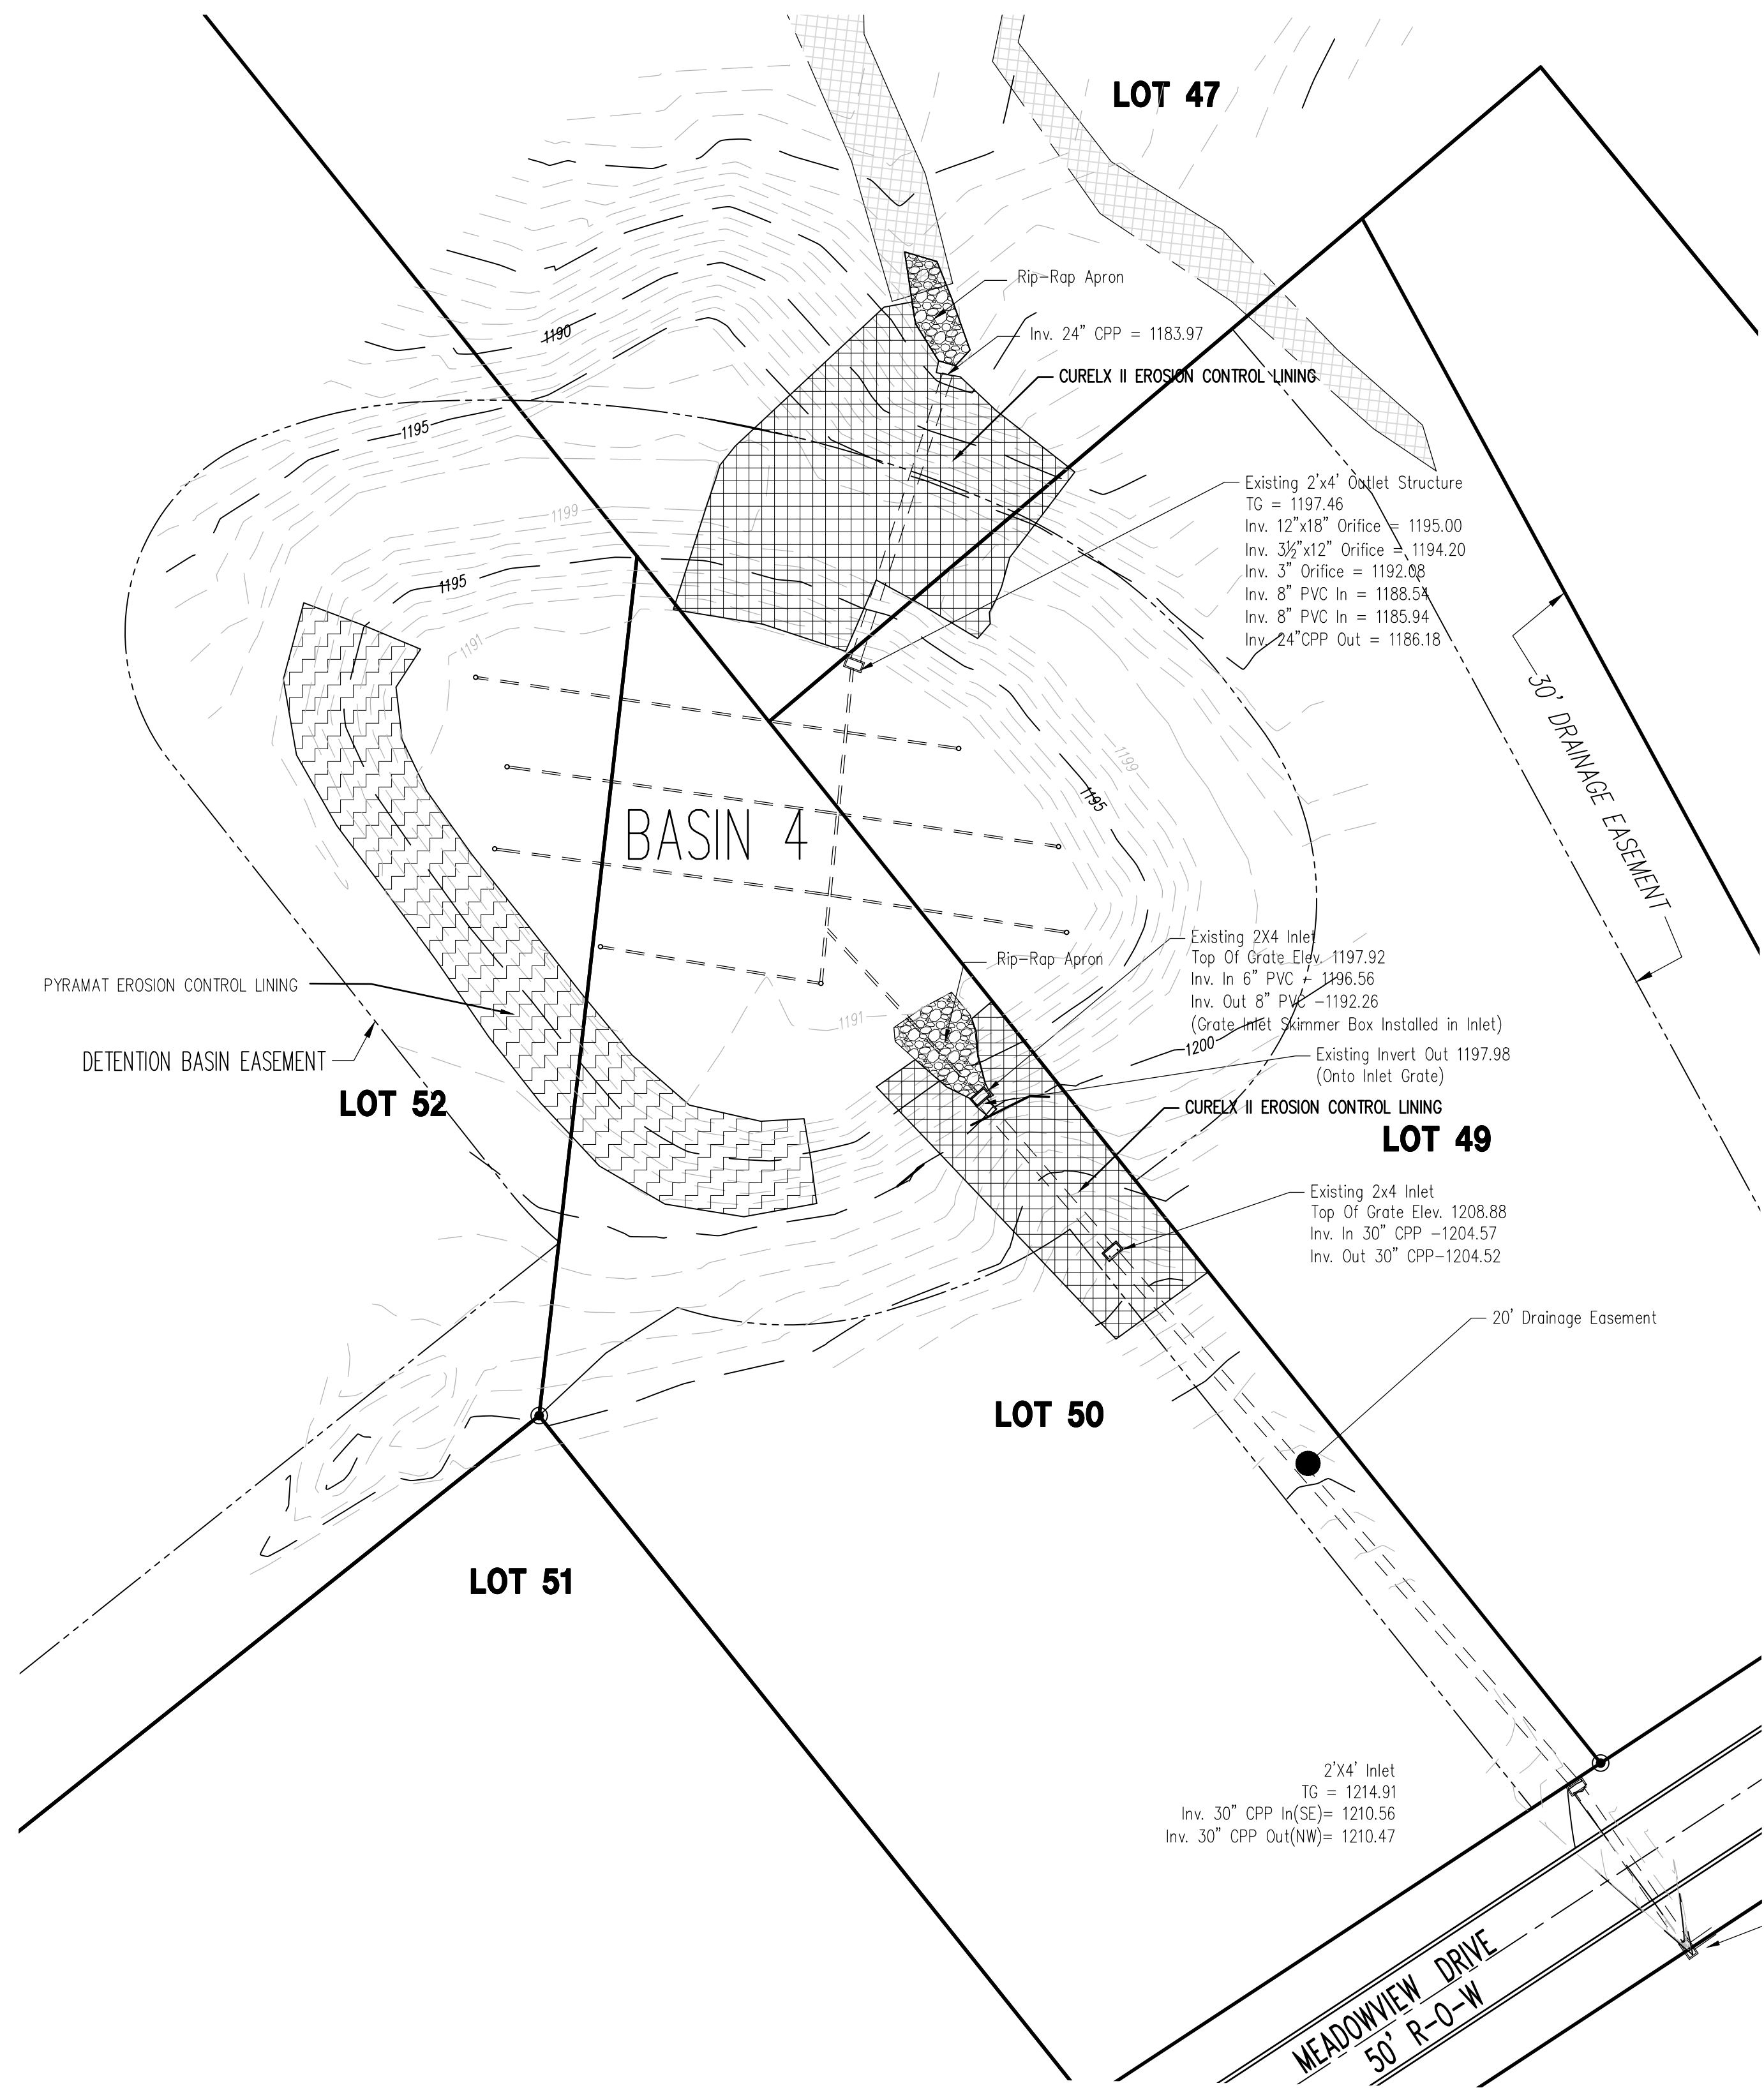 LOT 47
Rip-Rap Apron
Inv. 24" CPP = 1183.97
1190
CURELX II EROSION CONTROL LINING
1195
Existing 2'x4' Outlet Structure
TG = 1197.46
Inv. 12"x18" Orifice = 1195.00
Inv. 3½"x12" Orifice = 1194.20
Inv. 3" Orifice = 1192.08
Inv. 8" PVC In = 1188.54
Inv. 8" PVC In = 1185.94
Inv. 24"CPP Out = 1186.18
1199
1195
1191
30' DRAINAGE EASEMENT
1199
1195
BASIN 4
Existing 2X4 Inlet
Top Of Grate Elev. 1197.92
Inv. In 6" PVC - 1196.56
Inv. Out 8" PVC -1192.26
(Grate Inlet Skimmer Box Installed in Inlet)
Rip-Rap Apron
PYRAMAT EROSION CONTROL LINING
1191
1200
Existing Invert Out 1197.98
(Onto Inlet Grate)
DETENTION BASIN EASEMENT
LOT 52
CURELX II EROSION CONTROL LINING
LOT 49
Existing 2x4 Inlet
Top Of Grate Elev. 1208.88
Inv. In 30" CPP -1204.57
Inv. Out 30" CPP-1204.52
20' Drainage Easement
LOT 50
LOT 51
2'X4' Inlet
TG = 1214.91
Inv. 30" CPP In(SE)= 1210.56
Inv. 30" CPP Out(NW)= 1210.47
MEADOWVIEW DRIVE
50' R-O-W